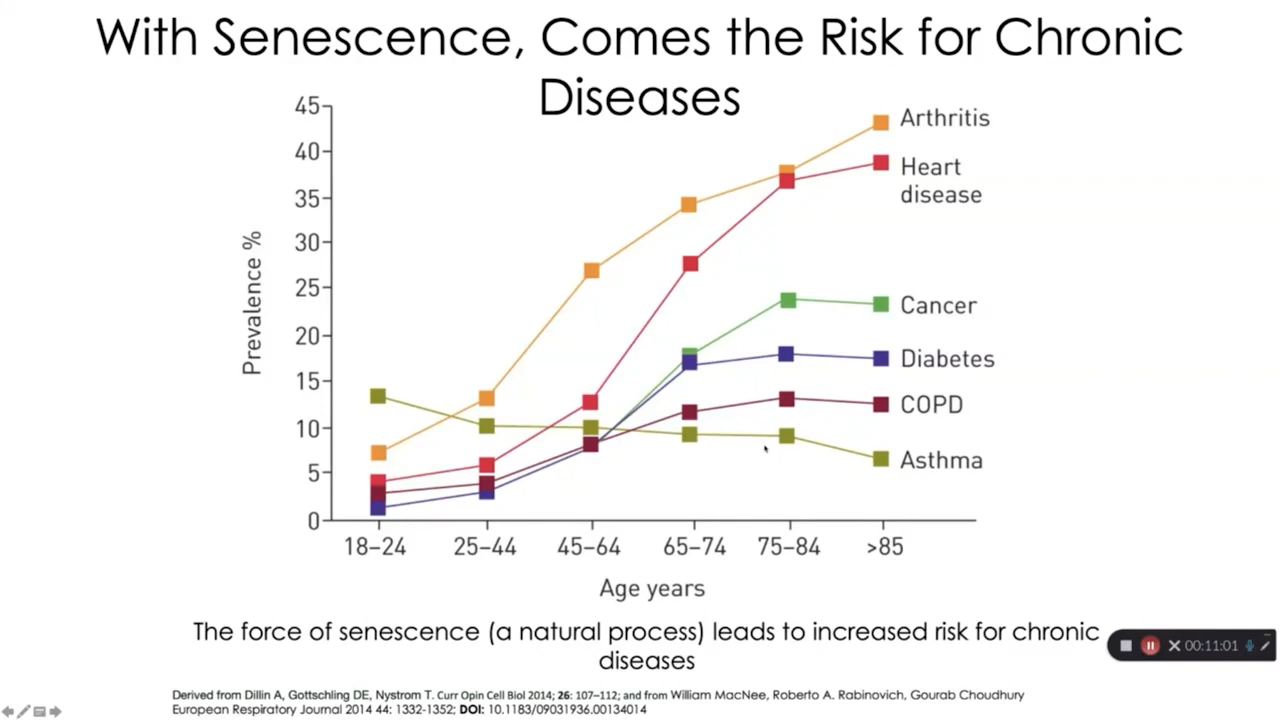 With Senescence, Comes the Risk for Chronic
Diseases
45
40
35
30
25
20
15
10
5
0
Prevalence %
Arthritis
Heart
disease
Cancer
Diabetes
COPD
Asthma
18–24 25–44 45–64 65–74 75–84 >85
Age years
The force of senescence (a natural process) leads to increased risk for chronic
diseases
00:11:01
Derived from Dillin A, Gottschling DE, Nystrom T. Curr Opin Cell Biol 2014; 26: 107–112; and from William MacNee, Roberto A. Rabinovich, Gourab Choudhury
European Respiratory Journal 2014 44: 1332-1352; DOI: 10.1183/09031936.00134014